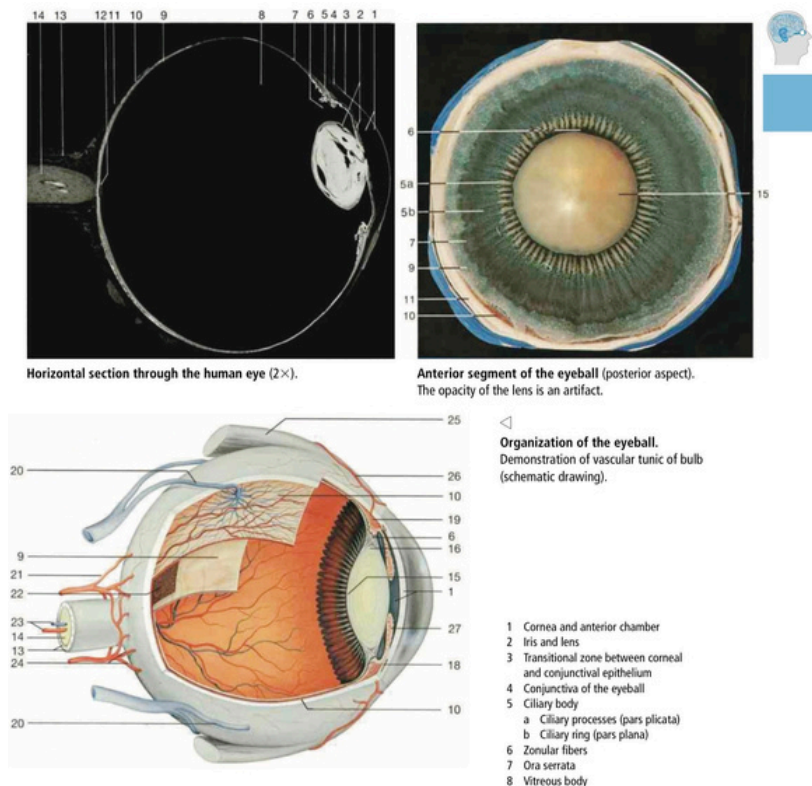 14 13 12 11 10 9 8 7 6 5 4 3 2 1
Horizontal section through the human eye (2×).
6
5a
5b
7
9
11
10
15
Anterior segment of the eyeball (posterior aspect).
The opacity of the lens is an artifact.
Organization of the eyeball.
Demonstration of vascular tunic of bulb
(schematic drawing).
20
9
21
22
23
14
13
24
20
25
26
10
19
6
16
15
1
27
18
10
1 Cornea and anterior chamber
2 Iris and lens
3 Transitional zone between corneal
and conjunctival epithelium
4 Conjunctiva of the eyeball
5 Ciliary body
a Ciliary processes (pars plicata)
b Ciliary ring (pars plana)
6 Zonular fibers
7 Ora serrata
8 Vitreous body